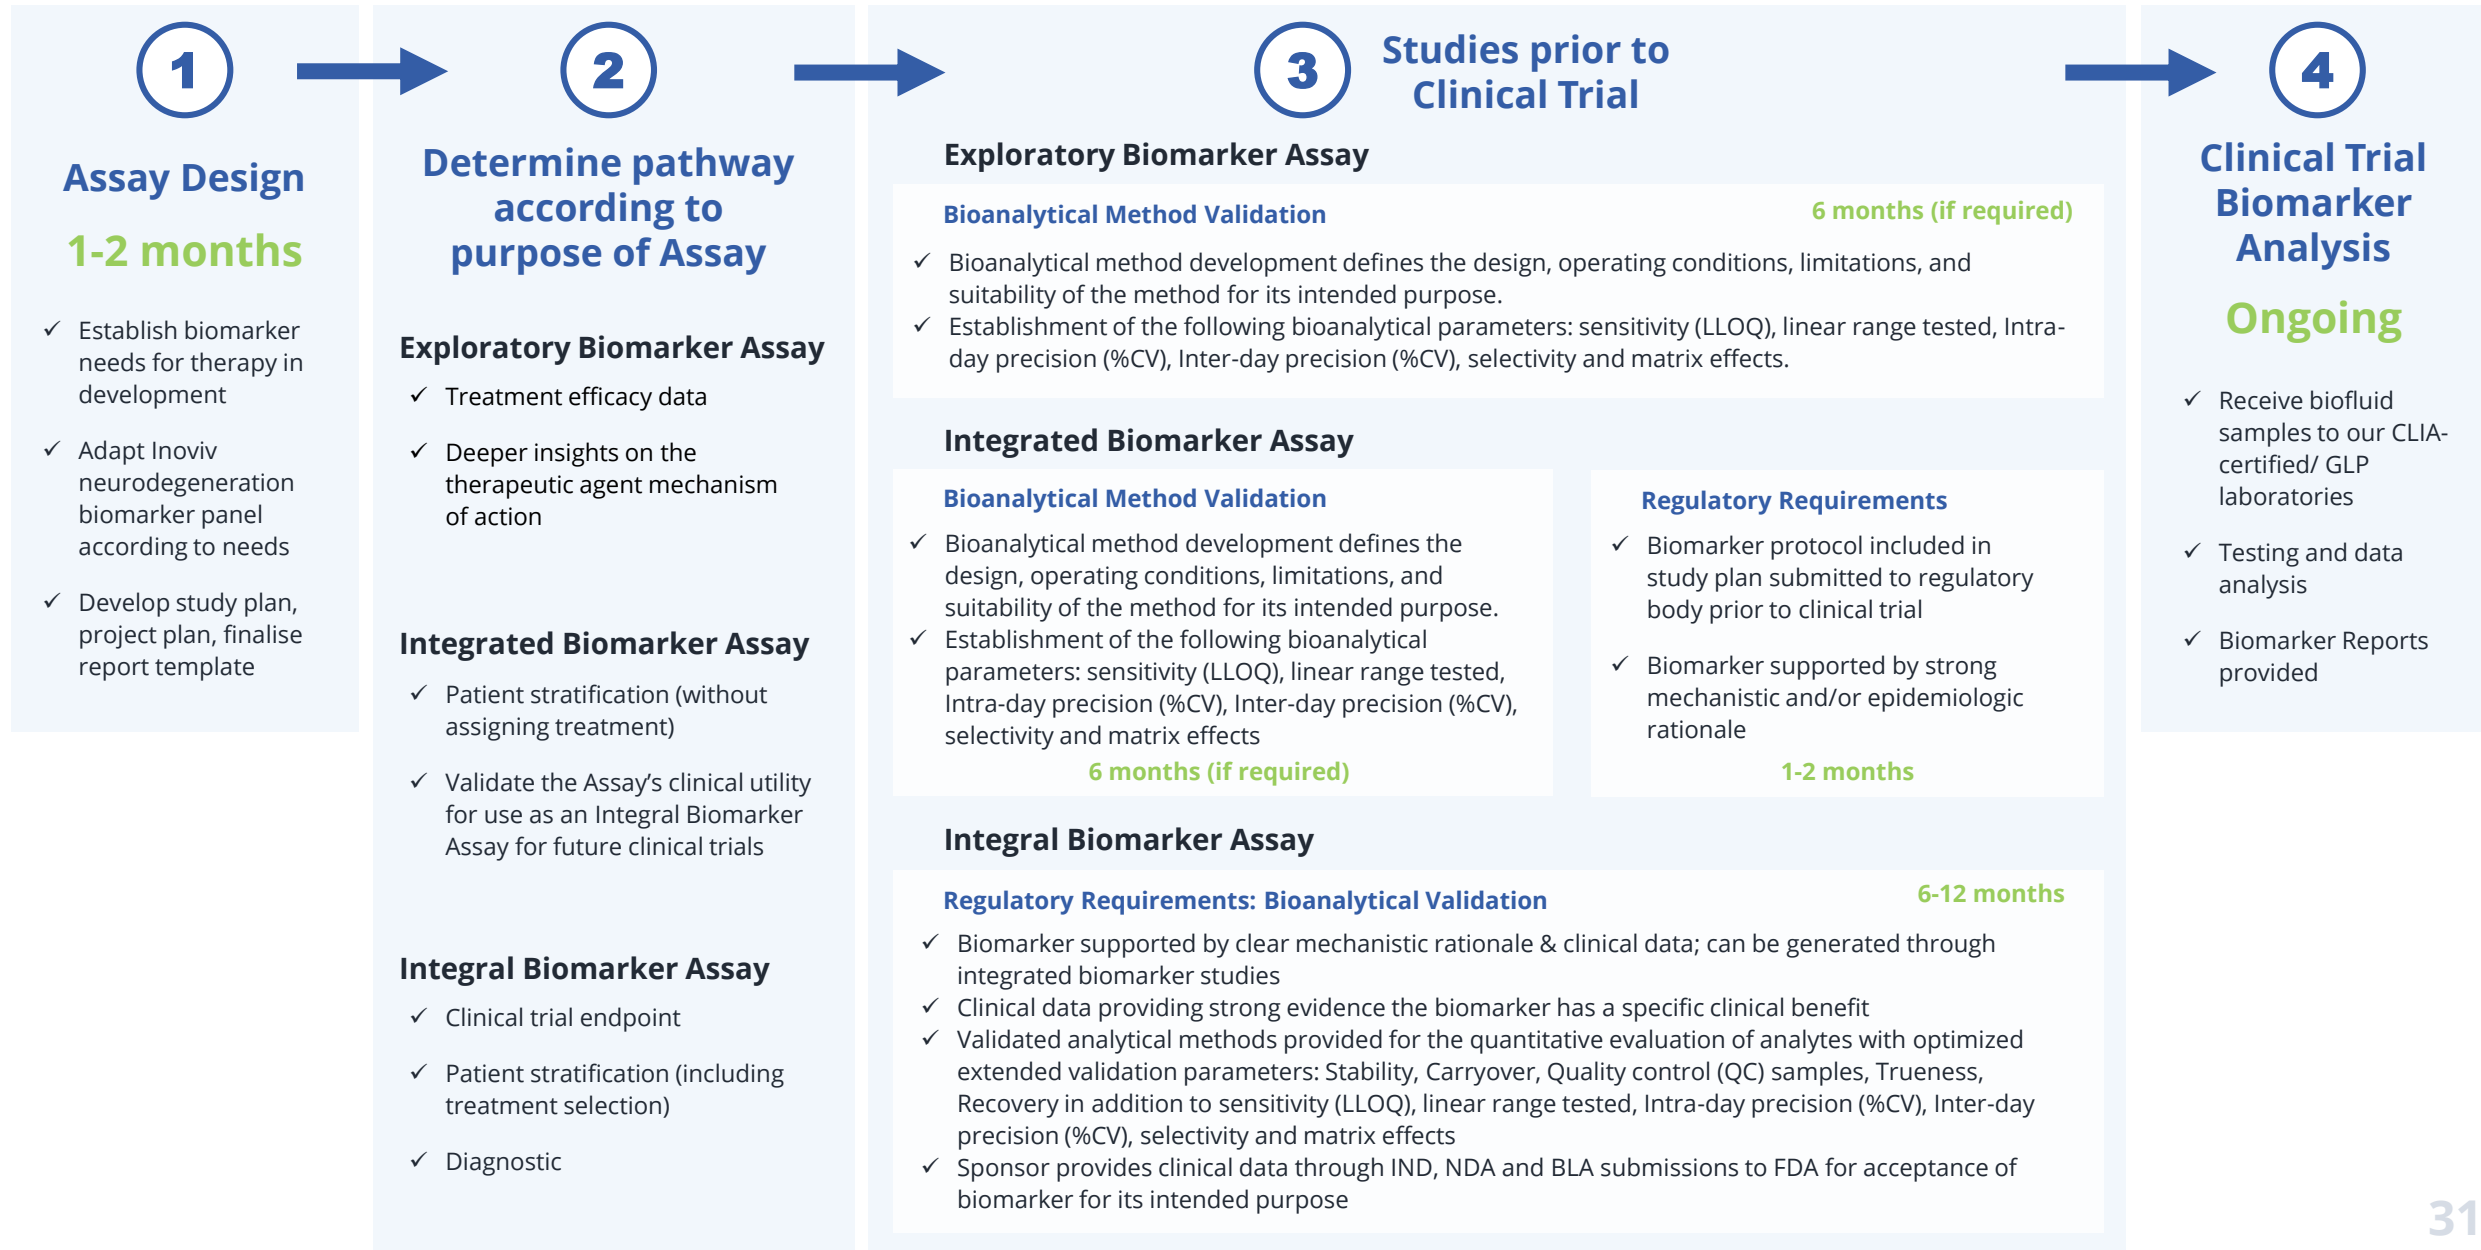 1
Assay Design
1-2 months
✓ Establish biomarker
needs for therapy in
development
✓ Adapt Inoviv
neurodegeneration
biomarker panel
according to needs
✓ Develop study plan,
project plan, finalise
report template
2
Determine pathway
according to
purpose of Assay
Exploratory Biomarker Assay
✓ Treatment efficacy data
✓ Deeper insights on the
therapeutic agent mechanism
of action
Integrated Biomarker Assay
✓ Patient stratification (without
assigning treatment)
✓ Validate the Assay’s clinical utility
for use as an Integral Biomarker
Assay for future clinical trials
Integral Biomarker Assay
✓ Clinical trial endpoint
✓ Patient stratification (including
treatment selection)
✓ Diagnostic
3
Studies prior to
Clinical Trial
Exploratory Biomarker Assay
Bioanalytical Method Validation
6 months (if required)
✓ Bioanalytical method development defines the design, operating conditions, limitations, and
suitability of the method for its intended purpose.
✓ Establishment of the following bioanalytical parameters: sensitivity (LLOQ), linear range tested, Intra-
day precision (%CV), Inter-day precision (%CV), selectivity and matrix effects.
Integrated Biomarker Assay
Bioanalytical Method Validation
✓ Bioanalytical method development defines the
design, operating conditions, limitations, and
suitability of the method for its intended purpose.
✓ Establishment of the following bioanalytical
parameters: sensitivity (LLOQ), linear range tested,
Intra-day precision (%CV), Inter-day precision (%CV),
selectivity and matrix effects
6 months (if required)
Regulatory Requirements
✓ Biomarker protocol included in
study plan submitted to regulatory
body prior to clinical trial
✓ Biomarker supported by strong
mechanistic and/or epidemiologic
rationale
1-2 months
Integral Biomarker Assay
Regulatory Requirements: Bioanalytical Validation
6-12 months
✓ Biomarker supported by clear mechanistic rationale & clinical data; can be generated through
integrated biomarker studies
✓ Clinical data providing strong evidence the biomarker has a specific clinical benefit
✓ Validated analytical methods provided for the quantitative evaluation of analytes with optimized
extended validation parameters: Stability, Carryover, Quality control (QC) samples, Trueness,
Recovery in addition to sensitivity (LLOQ), linear range tested, Intra-day precision (%CV), Inter-day
precision (%CV), selectivity and matrix effects
✓ Sponsor provides clinical data through IND, NDA and BLA submissions to FDA for acceptance of
biomarker for its intended purpose
4
Clinical Trial
Biomarker
Analysis
Ongoing
✓ Receive biofluid
samples to our CLIA-
certified/ GLP
laboratories
✓ Testing and data
analysis
✓ Biomarker Reports
provided
31